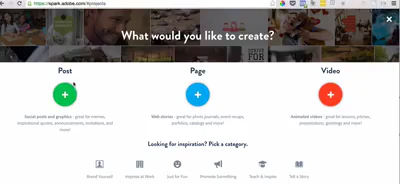 https://spark.adobe.com/#projects
What would you like to create?
Post
Page
Video
Social posts and graphics - great for memes,
inspirational quotes, announcements, invitations, and
more!
Web stories - great for photo journals, event recaps,
portfolios, catalogs and more!
Animated videos - great for lessons, pitches,
presentations, greetings and more!
Looking for inspiration? Pick a category.
Brand Yourself
Inspire at Work
Just for Fun
Promote Something
Teach & Inspire
Tell a Story